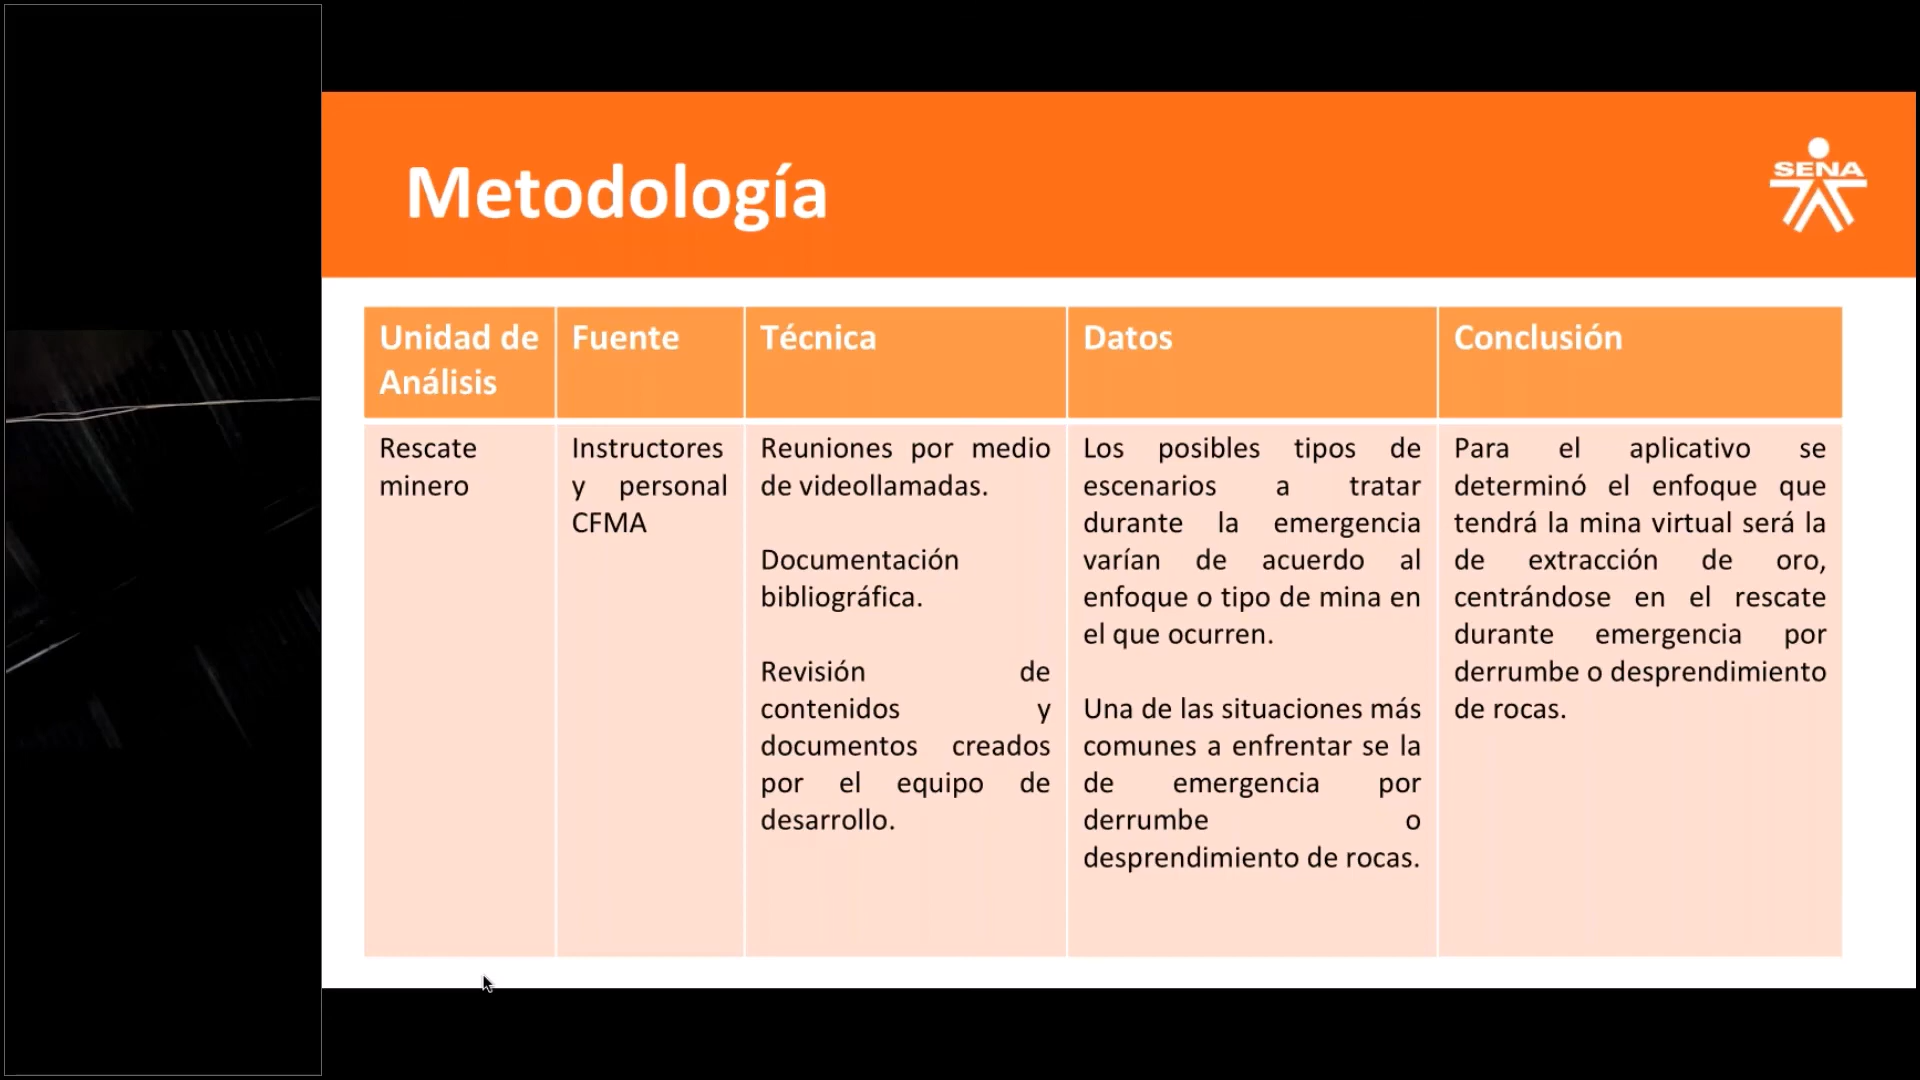 Metodología
SENA
Unidad de
Análisis
Fuente
Técnica
Datos
Conclusión
Rescate
minero
Instructores
y personal
CFMA
Reuniones por medio
de videollamadas.
Documentación
bibliográfica.
Revisión de
contenidos y
documentos creados
por el equipo de
desarrollo.
Los posibles tipos de
escenarios a tratar
durante la emergencia
varían de acuerdo al
enfoque o tipo de mina en
el que ocurren.
Una de las situaciones más
comunes a enfrentar se la
de emergencia por
derrumbe o
desprendimiento de rocas.
Para el aplicativo se
determinó el enfoque que
tendrá la mina virtual será la
de extracción de oro,
centrándose en el rescate
durante emergencia por
derrumbe o desprendimiento
de rocas.